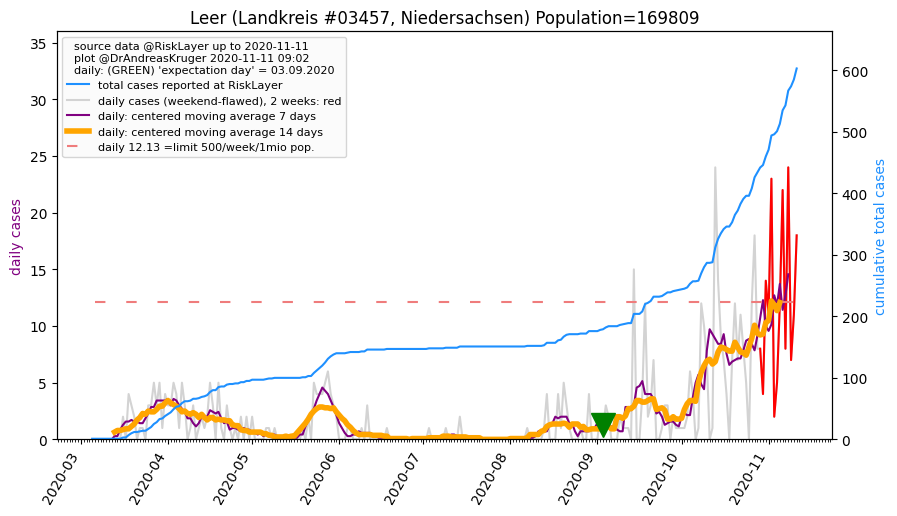 Leer (Landkreis #03457, Niedersachsen) Population=169809
source data @RiskLayer up to 2020-11-11
plot @DrAndreasKruger 2020-11-11 09:02
daily: (GREEN) 'expectation day' = 03.09.2020
total cases reported at RiskLayer
daily cases (weekend-flawed), 2 weeks: red
daily: centered moving average 7 days
daily: centered moving average 14 days
daily 12.13 =limit 500/week/1mio pop.
daily cases
35
30
25
20
15
10
5
0
cumulative total cases
600
500
400
300
200
100
0
2020-03
2020-04
2020-05
2020-06
2020-07
2020-08
2020-09
2020-10
2020-11